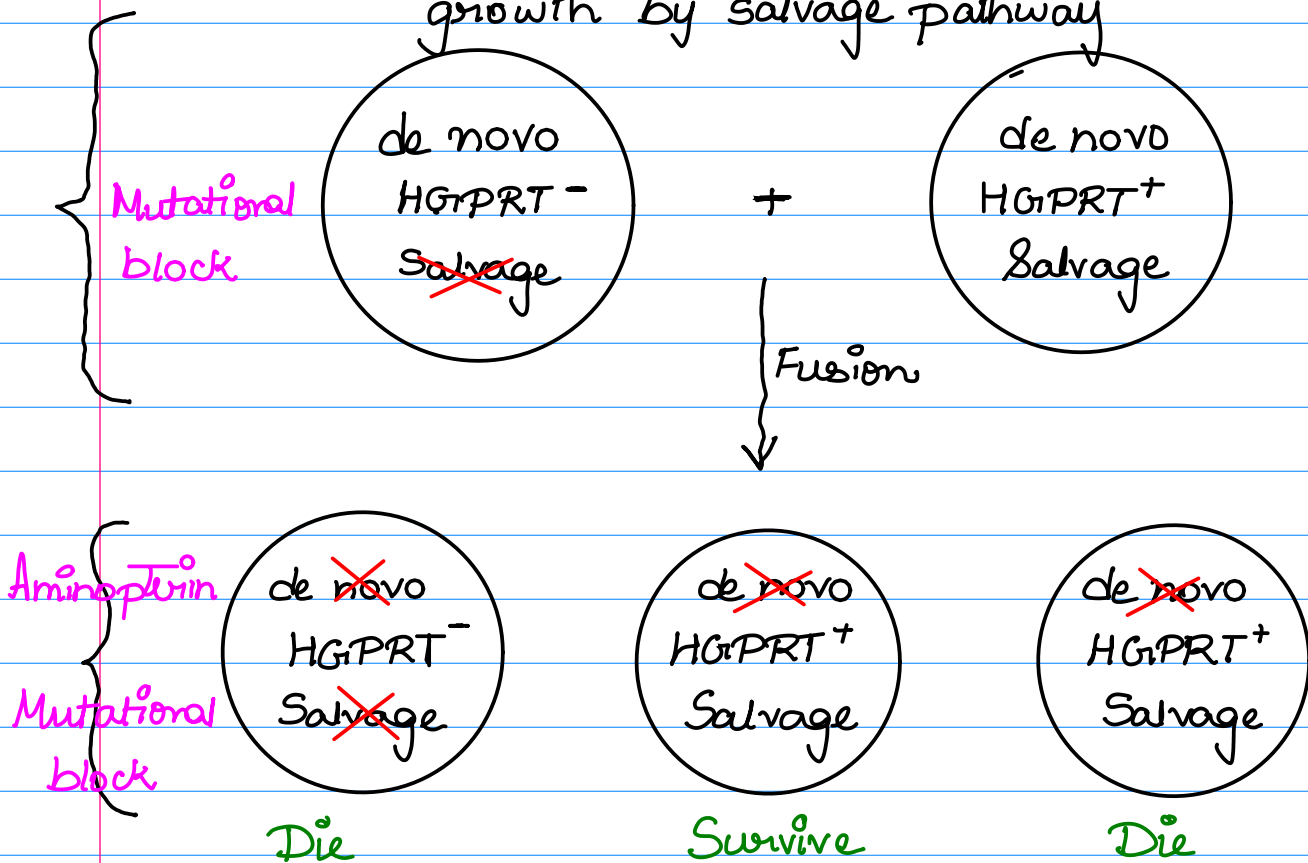 growth by salvage pathway
de novo
HGPRT -
Salvage
Mutational
block
+
de novo
HGPRT +
Salvage
Fusion
Aminopterin
Mutational
block
de novo
HGPRT -
Salvage
Die
de novo
HGPRT +
Salvage
Survive
de novo
HGPRT +
Salvage
Die